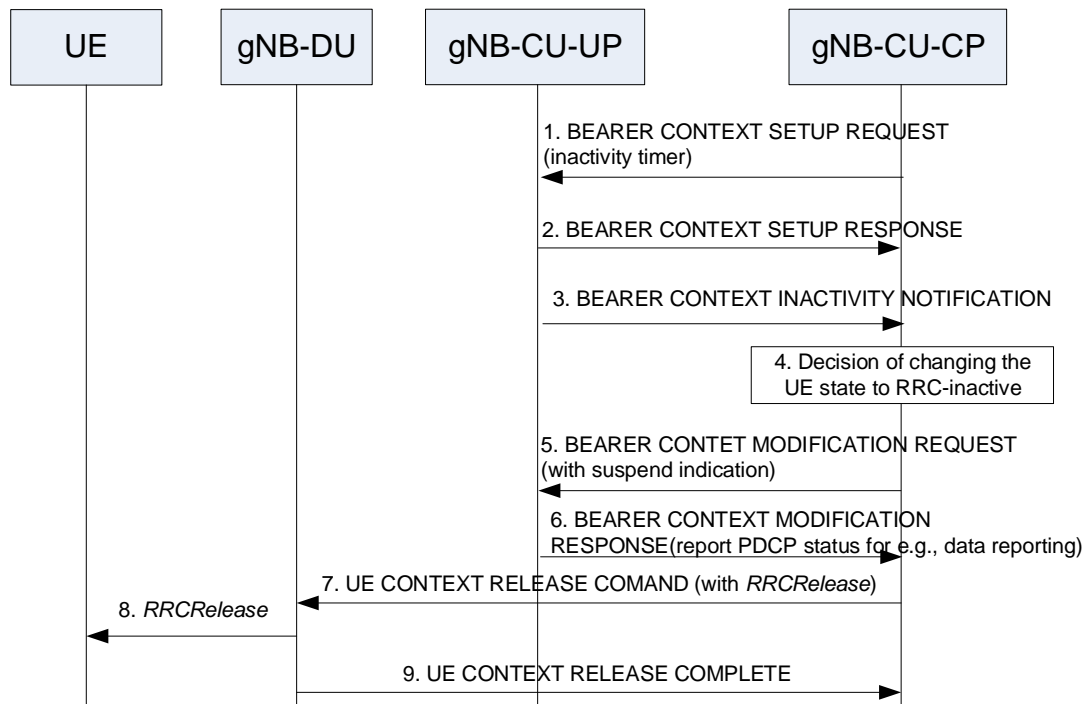 UE
gNB-DU
gNB-CU-UP
gNB-CU-CP
1. BEARER CONTEXT SETUP REQUEST
(inactivity timer)
2. BEARER CONTEXT SETUP RESPONSE
3. BEARER CONTEXT INACTIVITY NOTIFICATION
4. Decision of changing the
UE state to RRC-inactive
5. BEARER CONTET MODIFICATION REQUEST
(with suspend indication)
6. BEARER CONTEXT MODIFICATION
RESPONSE(report PDCP status for e.g., data reporting)
7. UE CONTEXT RELEASE COMAND (with RRCRelease)
8. RRCRelease
9. UE CONTEXT RELEASE COMPLETE